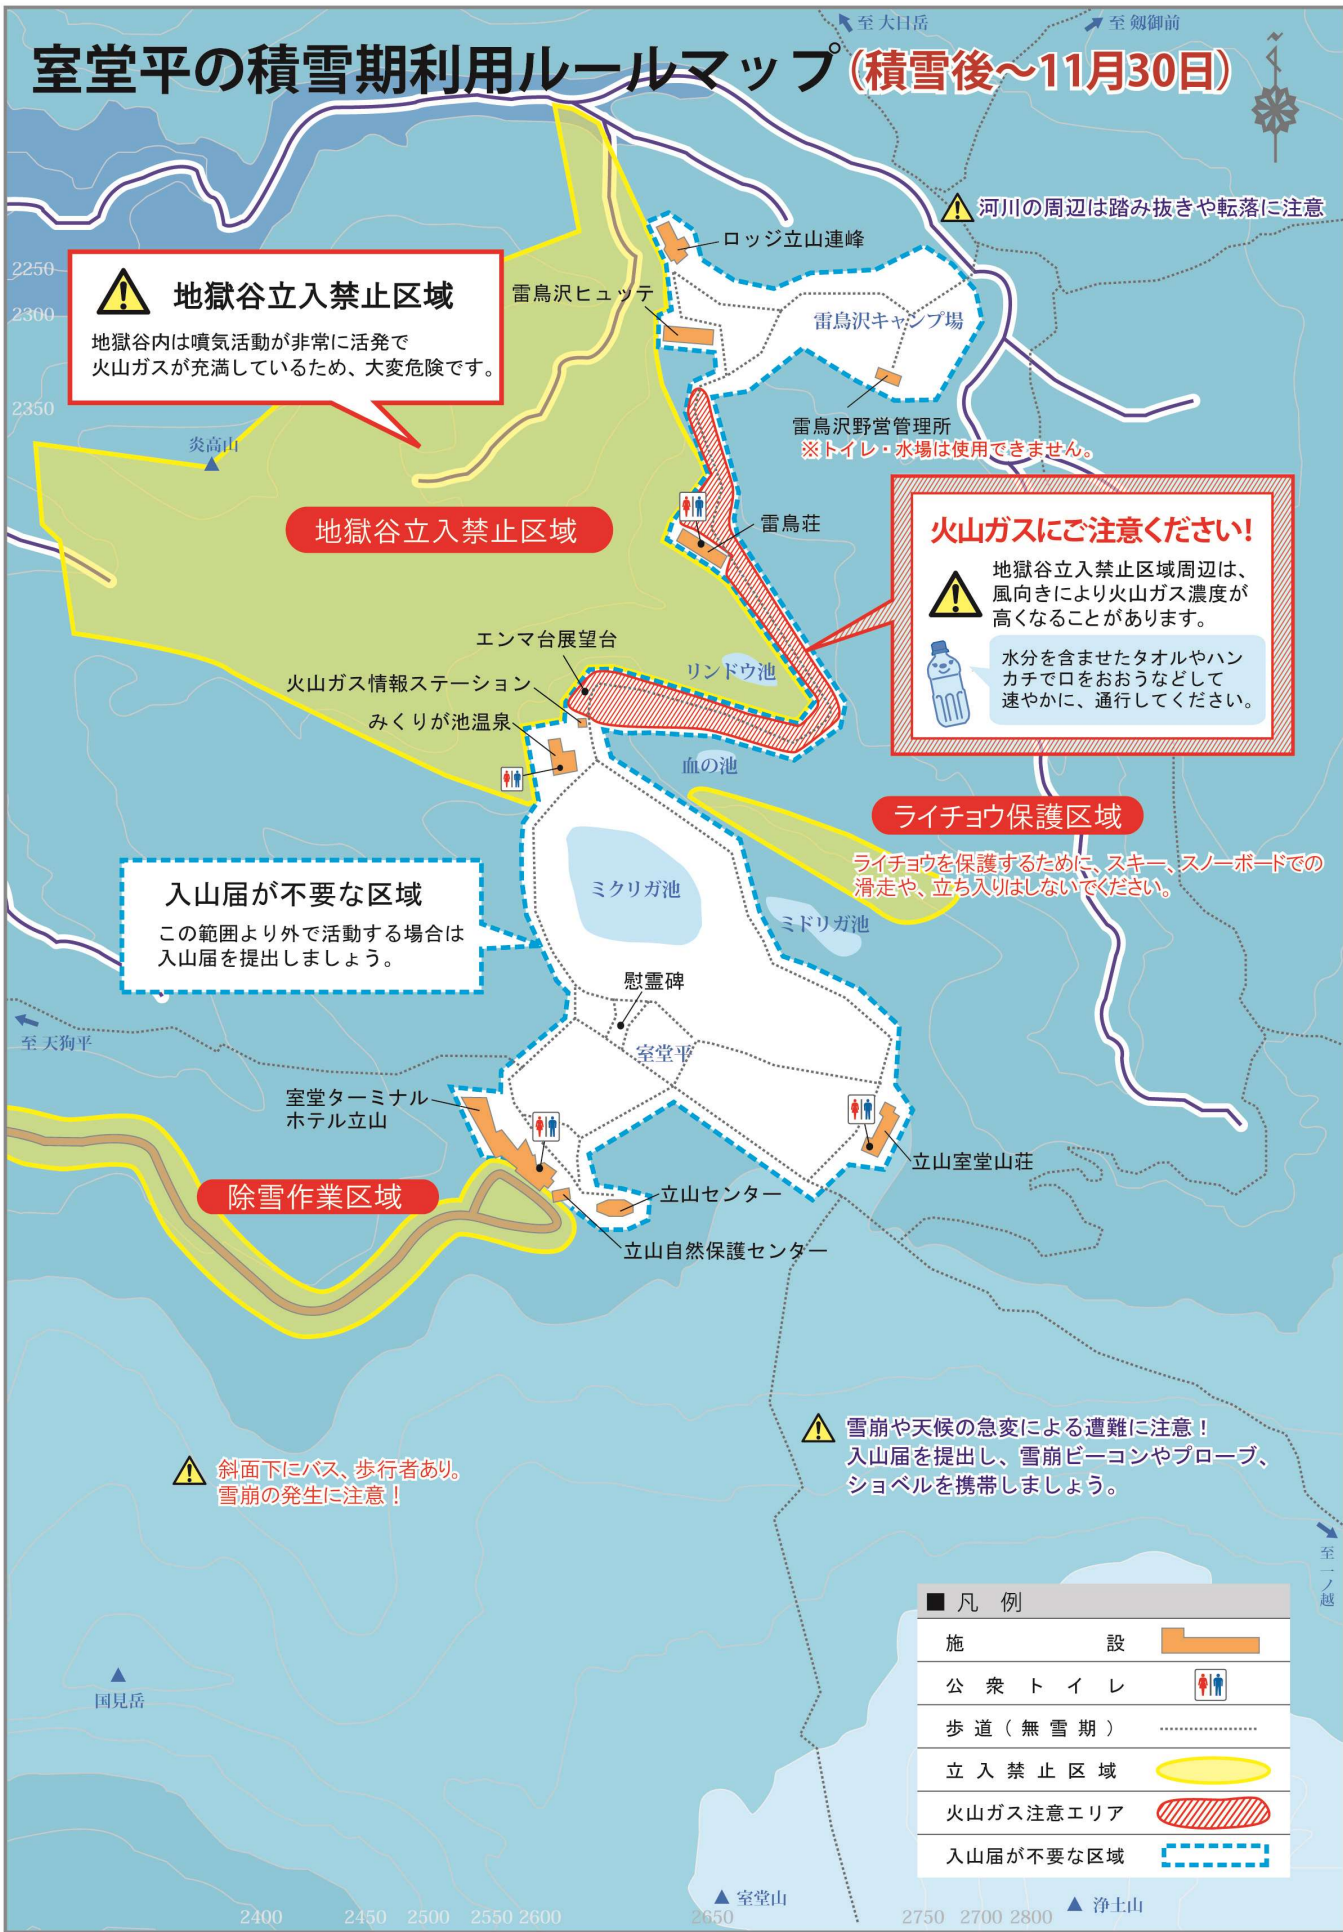 至 大日岳
至 剱御前
室堂平の積雪期利用ルールマップ(積雪後～11月30日)
河川の周辺は踏み抜きや転落に注意
ロッジ立山連峰
雷鳥沢ヒュッテ
雷鳥沢キャンプ場
雷鳥沢野営管理所
※トイレ・水場は使用できません。
2250
2300
2350
地獄谷立入禁止区域
地獄谷内は噴気活動が非常に活発で
火山ガスが充満しているため、大変危険です。
炎高山
地獄谷立入禁止区域
雷鳥荘
火山ガスにご注意ください!
地獄谷立入禁止区域周辺は、
風向きにより火山ガス濃度が
高くなることがあります。
水分を含ませたタオルやハン
カチで口をおおうなどして
速やかに、通行してください。
エンマ台展望台
リンドウ池
火山ガス情報ステーション
みくりが池温泉
血の池
ライチョウ保護区域
ライチョウを保護するために、スキー、スノーボードでの
滑走や、立ち入りはしないでください。
入山届が不要な区域
この範囲より外で活動する場合は
入山届を提出しましょう。
ミクリガ池
ミドリガ池
慰霊碑
室堂平
至 天狗平
室堂ターミナル
ホテル立山
立山室堂山荘
除雪作業区域
立山センター
立山自然保護センター
雪崩や天候の急変による遭難に注意！
入山届を提出し、雪崩ビーコンやプローブ、
ショベルを携帯しましょう。
斜面下にバス、歩行者あり。
雪崩の発生に注意！
至一ノ越
国見岳
■ 凡 例
施 設
公衆トイレ
歩道（無雪期）
立入禁止区域
火山ガス注意エリア
入山届が不要な区域
室堂山
浄土山
2400
2450
2500
2550
2600
2650
2750
2700
2800